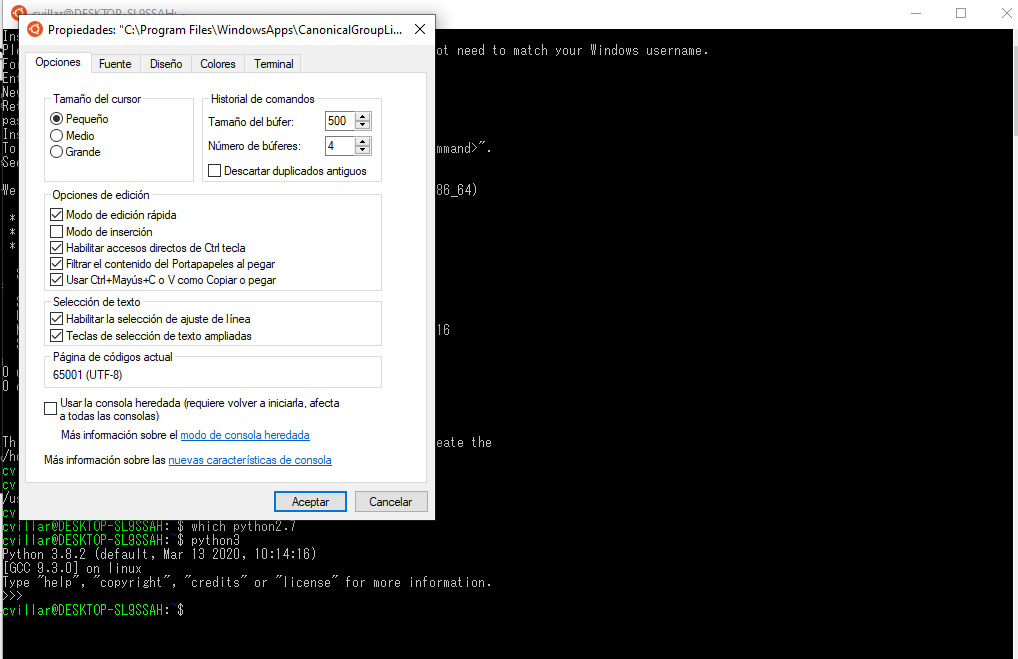 cvillar@DESKTOP-SL9SSAH: ~
Propiedades: "C:\Program Files\WindowsApps\CanonicalGroupLi...
Opciones
Fuente
Diseño
Colores
Terminal
Tamaño del cursor
Pequeño
Medio
Grande
Historial de comandos
Tamaño del búfer:
500
Número de búferes:
4
Descartar duplicados antiguos
Opciones de edición
Modo de edición rápida
Modo de inserción
Habilitar accesos directos de Ctrl tecla
Filtrar el contenido del Portapapeles al pegar
Usar Ctrl+Mayús+C o V como Copiar o pegar
Selección de texto
Habilitar la selección de ajuste de línea
Teclas de selección de texto ampliadas
Página de códigos actual
65001 (UTF-8)
Usar la consola heredada (requiere volver a iniciarla, afecta
a todas las consolas)
Más información sobre el modo de consola heredada
Más información sobre las nuevas características de consola
Aceptar
Cancelar
ot need to match your Windows username.
mmand>".
86_64)
16
eate the
cvillar@DESKTOP-SL9SSAH:~$ which python2.7
cvillar@DESKTOP-SL9SSAH:~$ python3
Python 3.8.2 (default, Mar 13 2020, 10:14:16)
[GCC 9.3.0] on linux
Type "help", "copyright", "credits" or "license" for more information.
>>>
cvillar@DESKTOP-SL9SSAH:~$